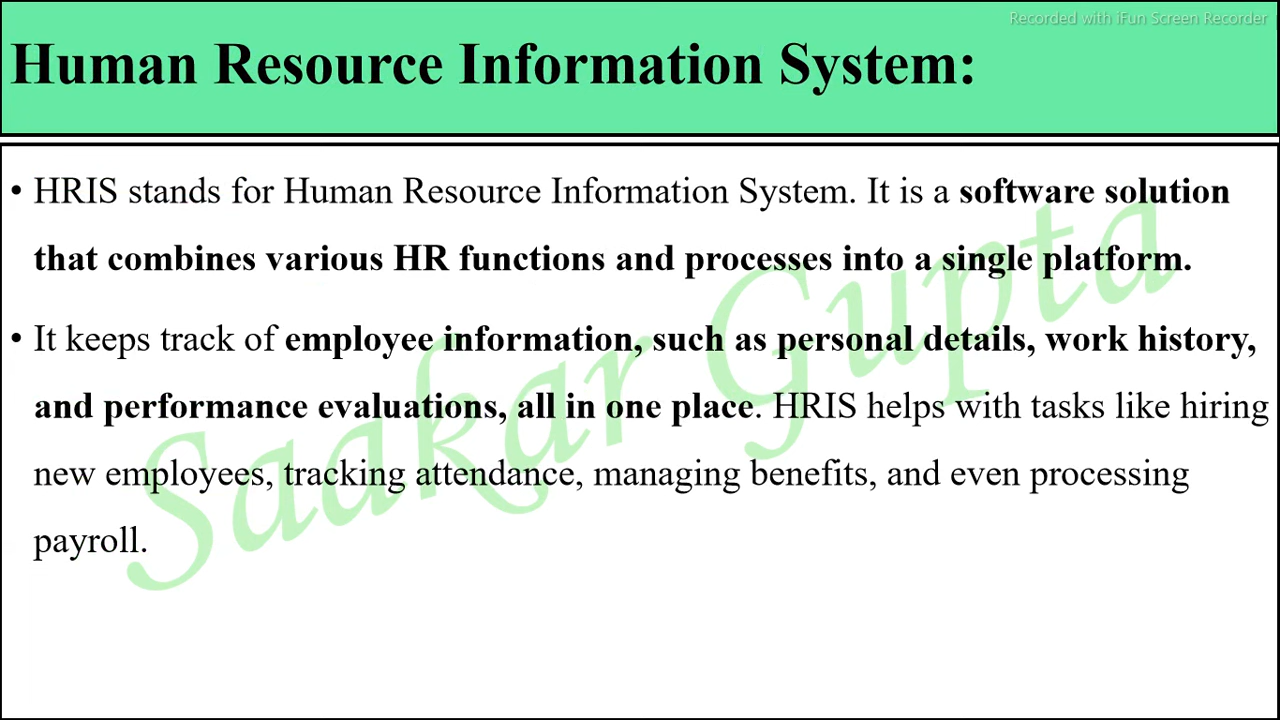 Recorded with iFun Screen Recorder
Human Resource Information System:
• HRIS stands for Human Resource Information System. It is a software solution
that combines various HR functions and processes into a single platform.
• It keeps track of employee information, such as personal details, work history,
and performance evaluations, all in one place. HRIS helps with tasks like hiring
new employees, tracking attendance, managing benefits, and even processing
payroll.
Saakar Gupta